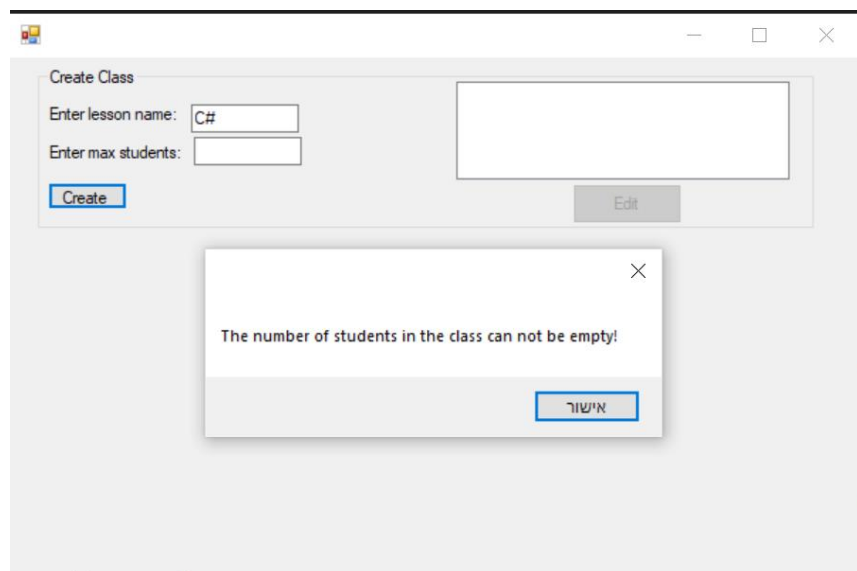 Create Class
Enter lesson name: C#
Enter max students:
Create
Edit
The number of students in the class can not be empty!
אישור